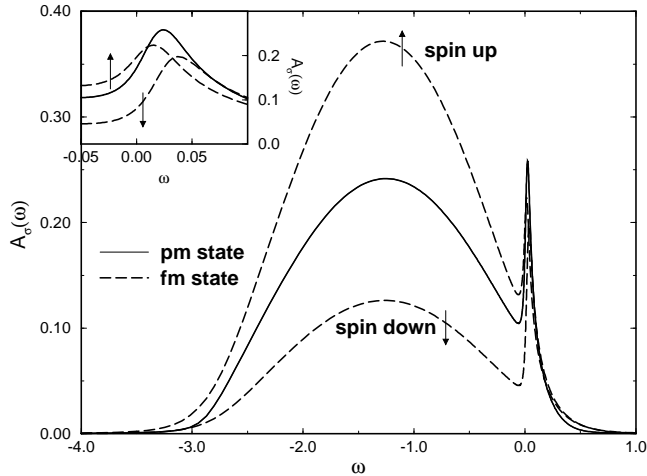 0.40
0.30
0.20
0.10
0.00
A_σ(ω)
-4.0 -3.0 -2.0 -1.0 0.0 1.0
ω
spin up
spin down
pm state
fm state
0.2
0.1
0.0
A_σ(ω)
-0.05 0.00 0.05
ω